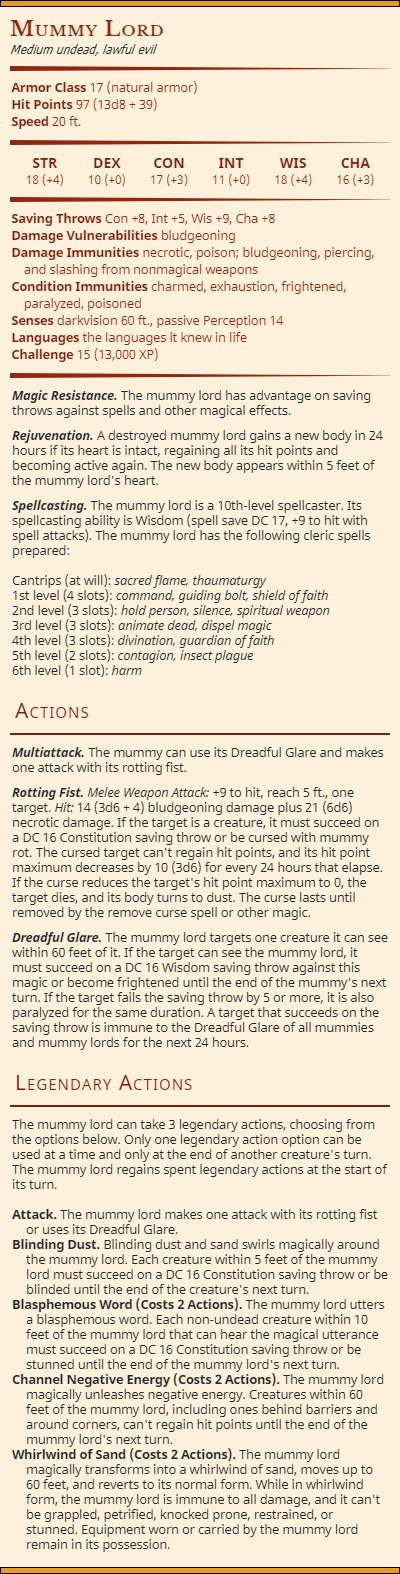 Mummy Lord
Medium undead, lawful evil
Armor Class 17 (natural armor)
Hit Points 97 (13d8 + 39)
Speed 20 ft.
STR DEX CON INT WIS CHA
18 (+4) 10 (+0) 17 (+3) 11 (+0) 18 (+4) 16 (+3)
Saving Throws Con +8, Int +5, Wis +9, Cha +8
Damage Vulnerabilities bludgeoning
Damage Immunities necrotic, poison; bludgeoning, piercing,
and slashing from nonmagical weapons
Condition Immunities charmed, exhaustion, frightened,
paralyzed, poisoned
Senses darkvision 60 ft., passive Perception 14
Languages the languages it knew in life
Challenge 15 (13,000 XP)
Magic Resistance. The mummy lord has advantage on saving
throws against spells and other magical effects.
Rejuvenation. A destroyed mummy lord gains a new body in 24
hours if its heart is intact, regaining all its hit points and
becoming active again. The new body appears within 5 feet of
the mummy lord's heart.
Spellcasting. The mummy lord is a 10th-level spellcaster. Its
spellcasting ability is Wisdom (spell save DC 17, +9 to hit with
spell attacks). The mummy lord has the following cleric spells
prepared:
Cantrips (at will): sacred flame, thaumaturgy
1st level (4 slots): command, guiding bolt, shield of faith
2nd level (3 slots): hold person, silence, spiritual weapon
3rd level (3 slots): animate dead, dispel magic
4th level (3 slots): divination, guardian of faith
5th level (2 slots): contagion, insect plague
6th level (1 slot): harm
Actions
Multiattack. The mummy can use its Dreadful Glare and makes
one attack with its rotting fist.
Rotting Fist. Melee Weapon Attack: +9 to hit, reach 5 ft., one
target. Hit: 14 (3d6 + 4) bludgeoning damage plus 21 (6d6)
necrotic damage. If the target is a creature, it must succeed on
a DC 16 Constitution saving throw or be cursed with mummy
rot. The cursed target can't regain hit points, and its hit point
maximum decreases by 10 (3d6) for every 24 hours that elapse.
If the curse reduces the target's hit point maximum to 0, the
target dies, and its body turns to dust. The curse lasts until
removed by the remove curse spell or other magic.
Dreadful Glare. The mummy lord targets one creature it can see
within 60 feet of it. If the target can see the mummy lord, it
must succeed on a DC 16 Wisdom saving throw against this
magic or become frightened until the end of the mummy's next
turn. If the target fails the saving throw by 5 or more, it is also
paralyzed for the same duration. A target that succeeds on the
saving throw is immune to the Dreadful Glare of all mummies
and mummy lords for the next 24 hours.
Legendary Actions
The mummy lord can take 3 legendary actions, choosing from
the options below. Only one legendary action option can be
used at a time and only at the end of another creature's turn.
The mummy lord regains spent legendary actions at the start of
its turn.
Attack. The mummy lord makes one attack with its rotting fist
or uses its Dreadful Glare.
Blinding Dust. Blinding dust and sand swirls magically around
the mummy lord. Each creature within 5 feet of the mummy
lord must succeed on a DC 16 Constitution saving throw or be
blinded until the end of the creature's next turn.
Blasphemous Word (Costs 2 Actions). The mummy lord utters
a blasphemous word. Each non-undead creature within 10
feet of the mummy lord that can hear the magical utterance
must succeed on a DC 16 Constitution saving throw or be
stunned until the end of the mummy lord's next turn.
Channel Negative Energy (Costs 2 Actions). The mummy lord
magically unleashes negative energy. Creatures within 60
feet of the mummy lord, including ones behind barriers and
around corners, can't regain hit points until the end of the
mummy lord's next turn.
Whirlwind of Sand (Costs 2 Actions). The mummy lord
magically transforms into a whirlwind of sand, moves up to
60 feet, and reverts to its normal form. While in whirlwind
form, the mummy lord is immune to all damage, and it can't
be grappled, petrified, knocked prone, restrained, or
stunned. Equipment worn or carried by the mummy lord
remain in its possession.